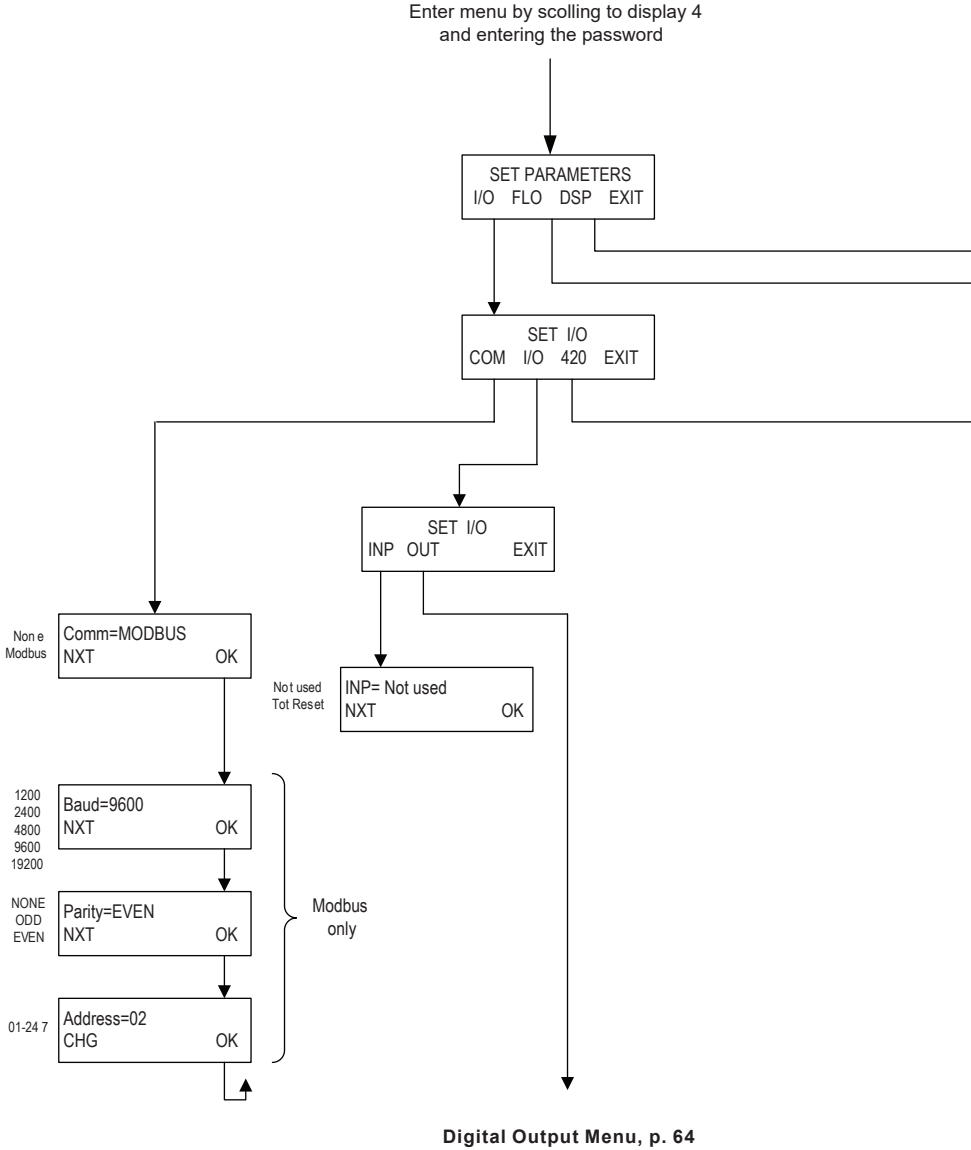 Enter menu by scolling to display 4
and entering the password
SET PARAMETERS
I/O FLO DSP EXIT
SET I/O
COM I/O 420 EXIT
SET I/O
INP OUT EXIT
None
Modbus
Comm=MODBUS
NXT OK
Not used
Tot Reset
INP= Not used
NXT OK
1200
2400
4800
9600
19200
Baud=9600
NXT OK
NONE
ODD
EVEN
Parity=EVEN
NXT OK
Modbus
only
01-24 7
Address=02
CHG OK
Digital Output Menu, p. 64